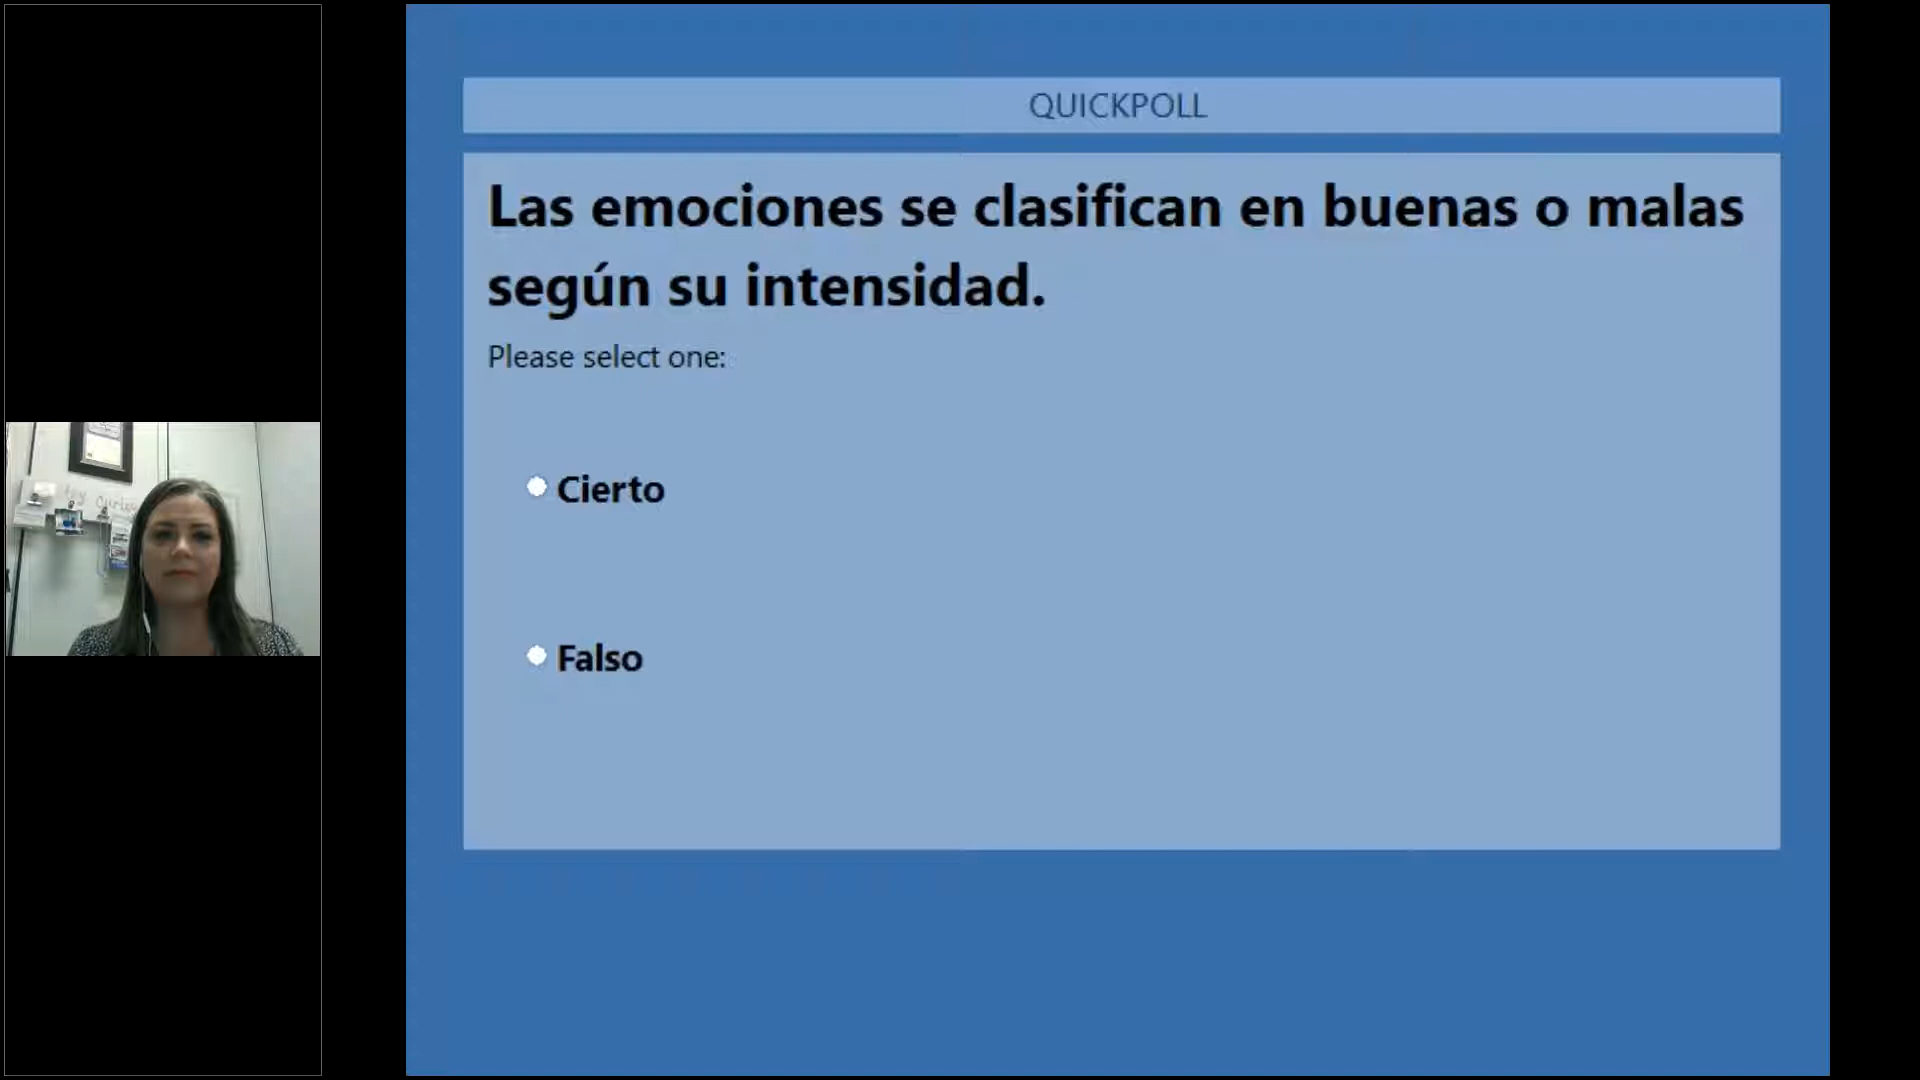 QUICKPOLL
Las emociones se clasifican en buenas o malas
según su intensidad.
Please select one:
Cierto
Falso